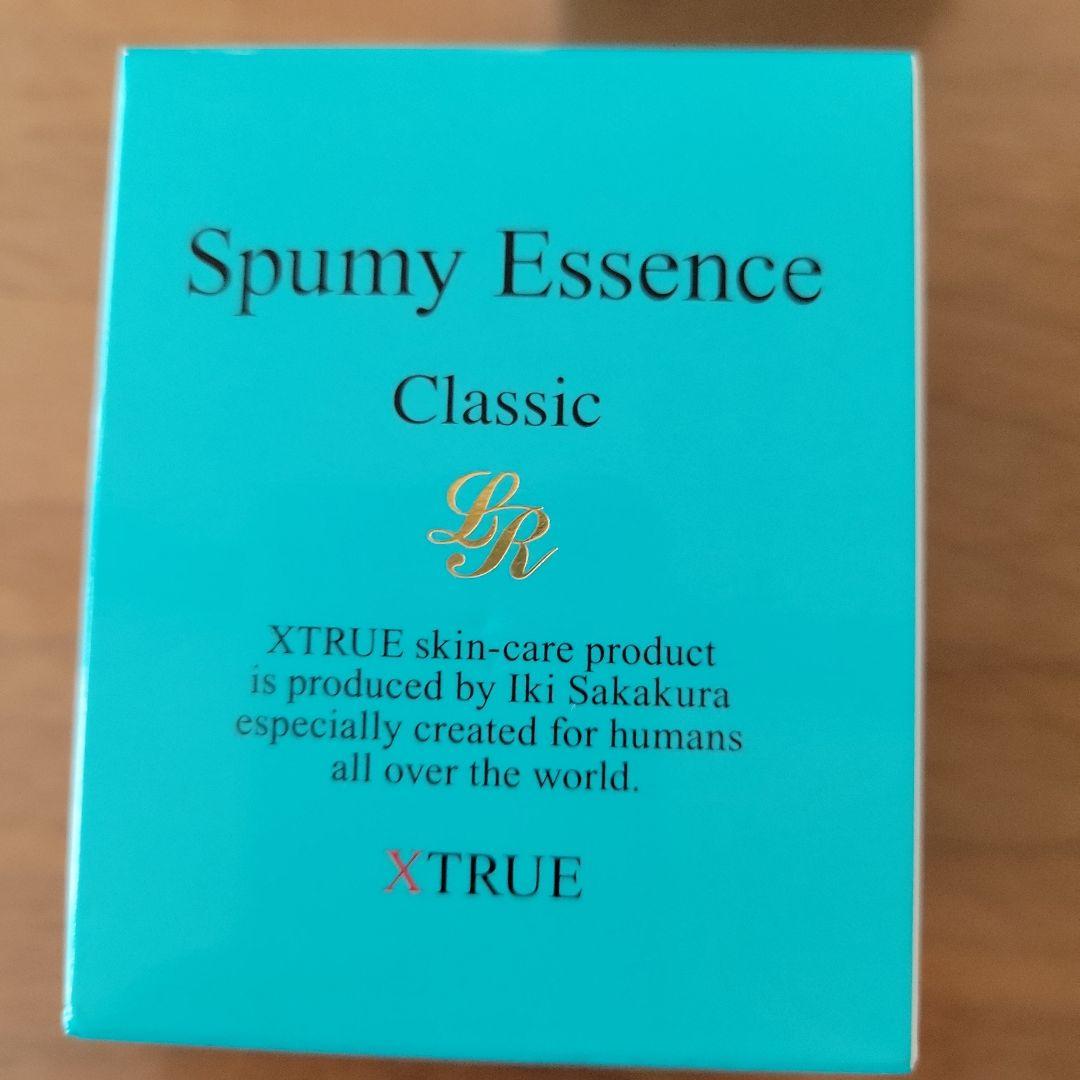 Spumy Essence
Classic
LR
XTRUE skin-care product
is produced by Iki Sakakura
especially created for humans
all over the world.
XTRUE